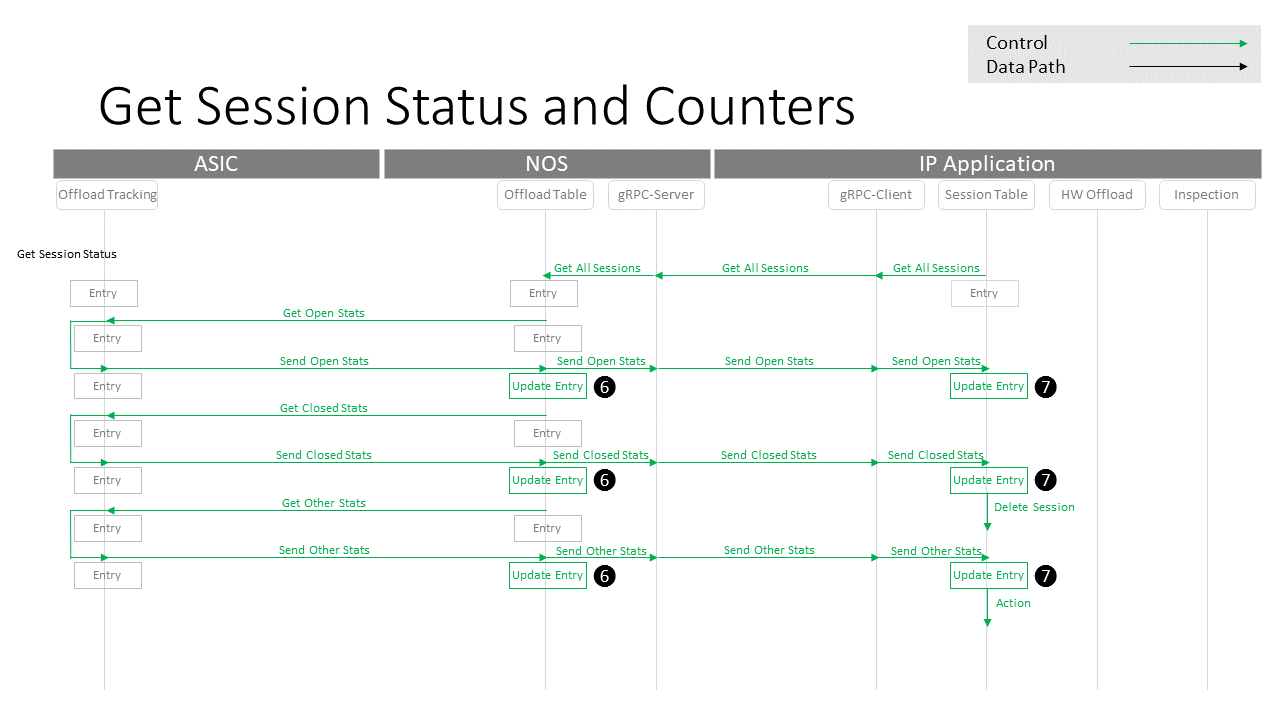 Control
Data Path
Get Session Status and Counters
ASIC
NOS
IP Application
Offload Tracking
Offload Table
gRPC-Server
gRPC-Client
Session Table
HW Offload
Inspection
Get Session Status
Get All Sessions
Get All Sessions
Get All Sessions
Entry
Entry
Entry
Get Open Stats
Entry
Entry
Send Open Stats
Send Open Stats
Send Open Stats
Send Open Stats
Entry
Update Entry
6
Update Entry
7
Get Closed Stats
Entry
Entry
Send Closed Stats
Send Closed Stats
Send Closed Stats
Send Closed Stats
Entry
Update Entry
6
Update Entry
7
Get Other Stats
Delete Session
Entry
Entry
Send Other Stats
Send Other Stats
Send Other Stats
Send Other Stats
Entry
Update Entry
6
Update Entry
7
Action